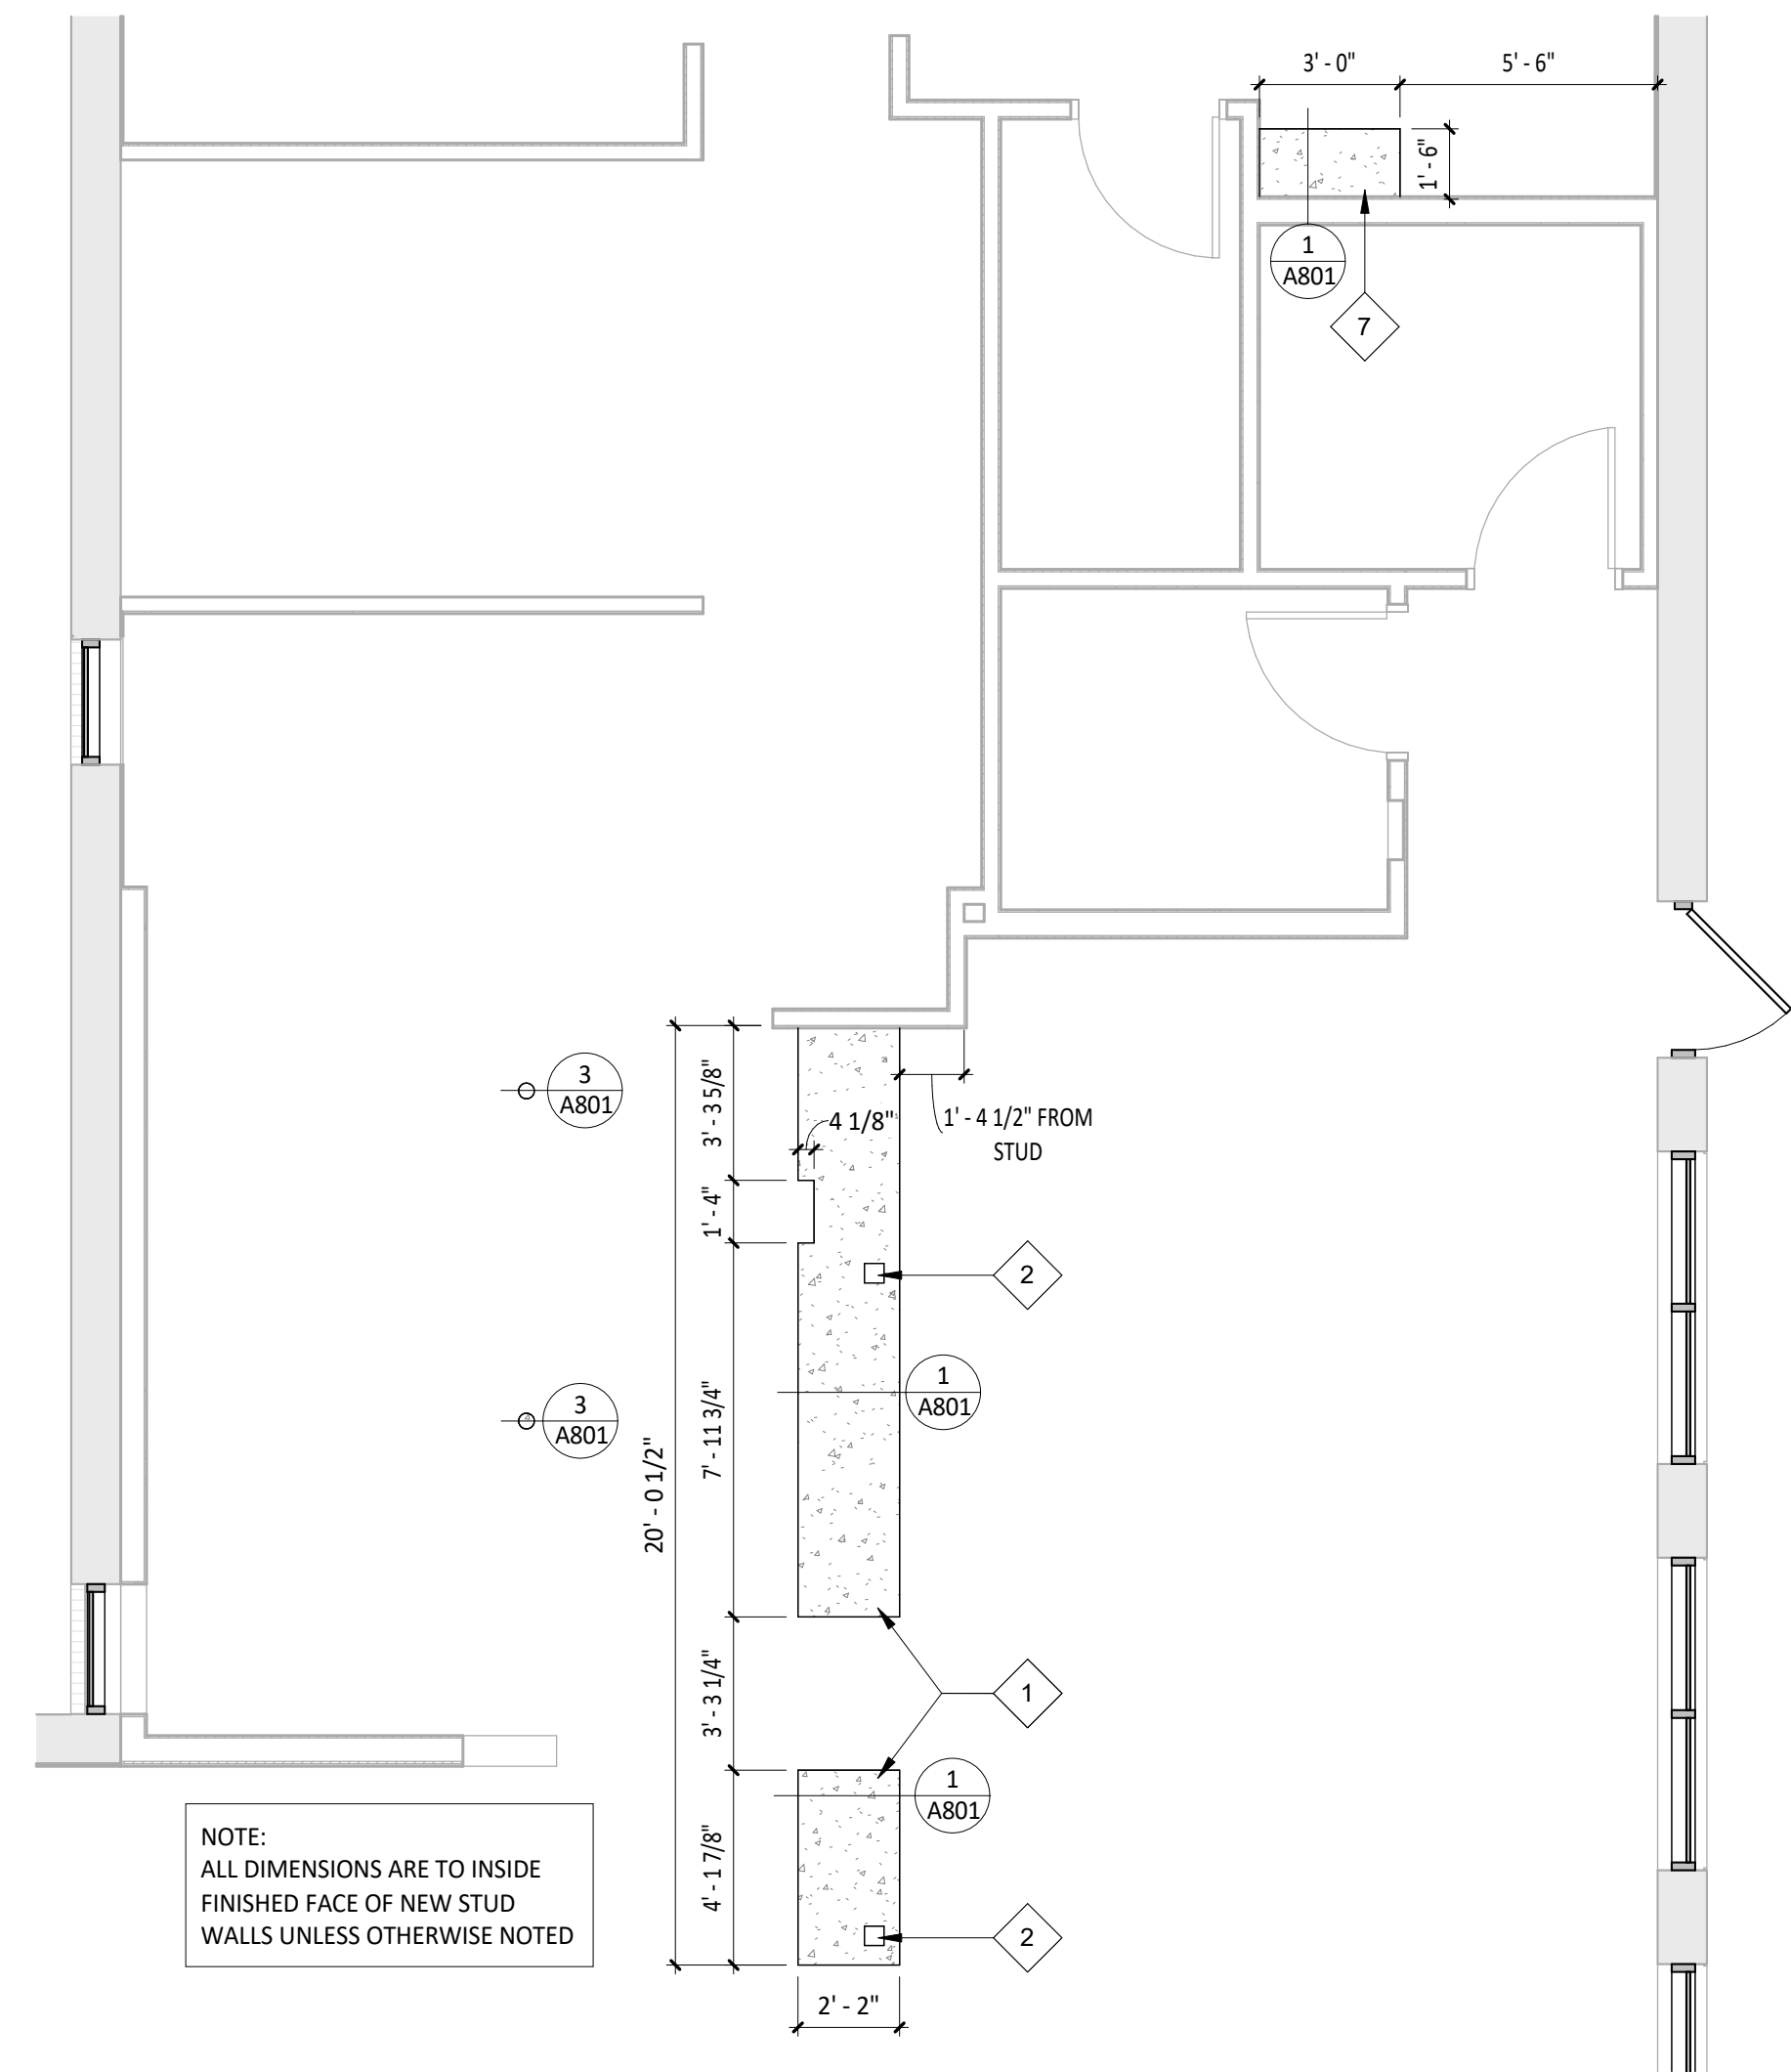 3' - 0"
5' - 6"
1' - 6"
1
A801
7
3
A801
3' - 3 5/8"
4 1/8"
1' - 4 1/2" FROM
STUD
1' - 4"
2
1
A801
3
A801
7' - 11 3/4"
20' - 0 1/2"
3' - 3 1/4"
1
1
A801
4' - 1 7/8"
NOTE:
ALL DIMENSIONS ARE TO INSIDE
FINISHED FACE OF NEW STUD
WALLS UNLESS OTHERWISE NOTED
2
2' - 2"